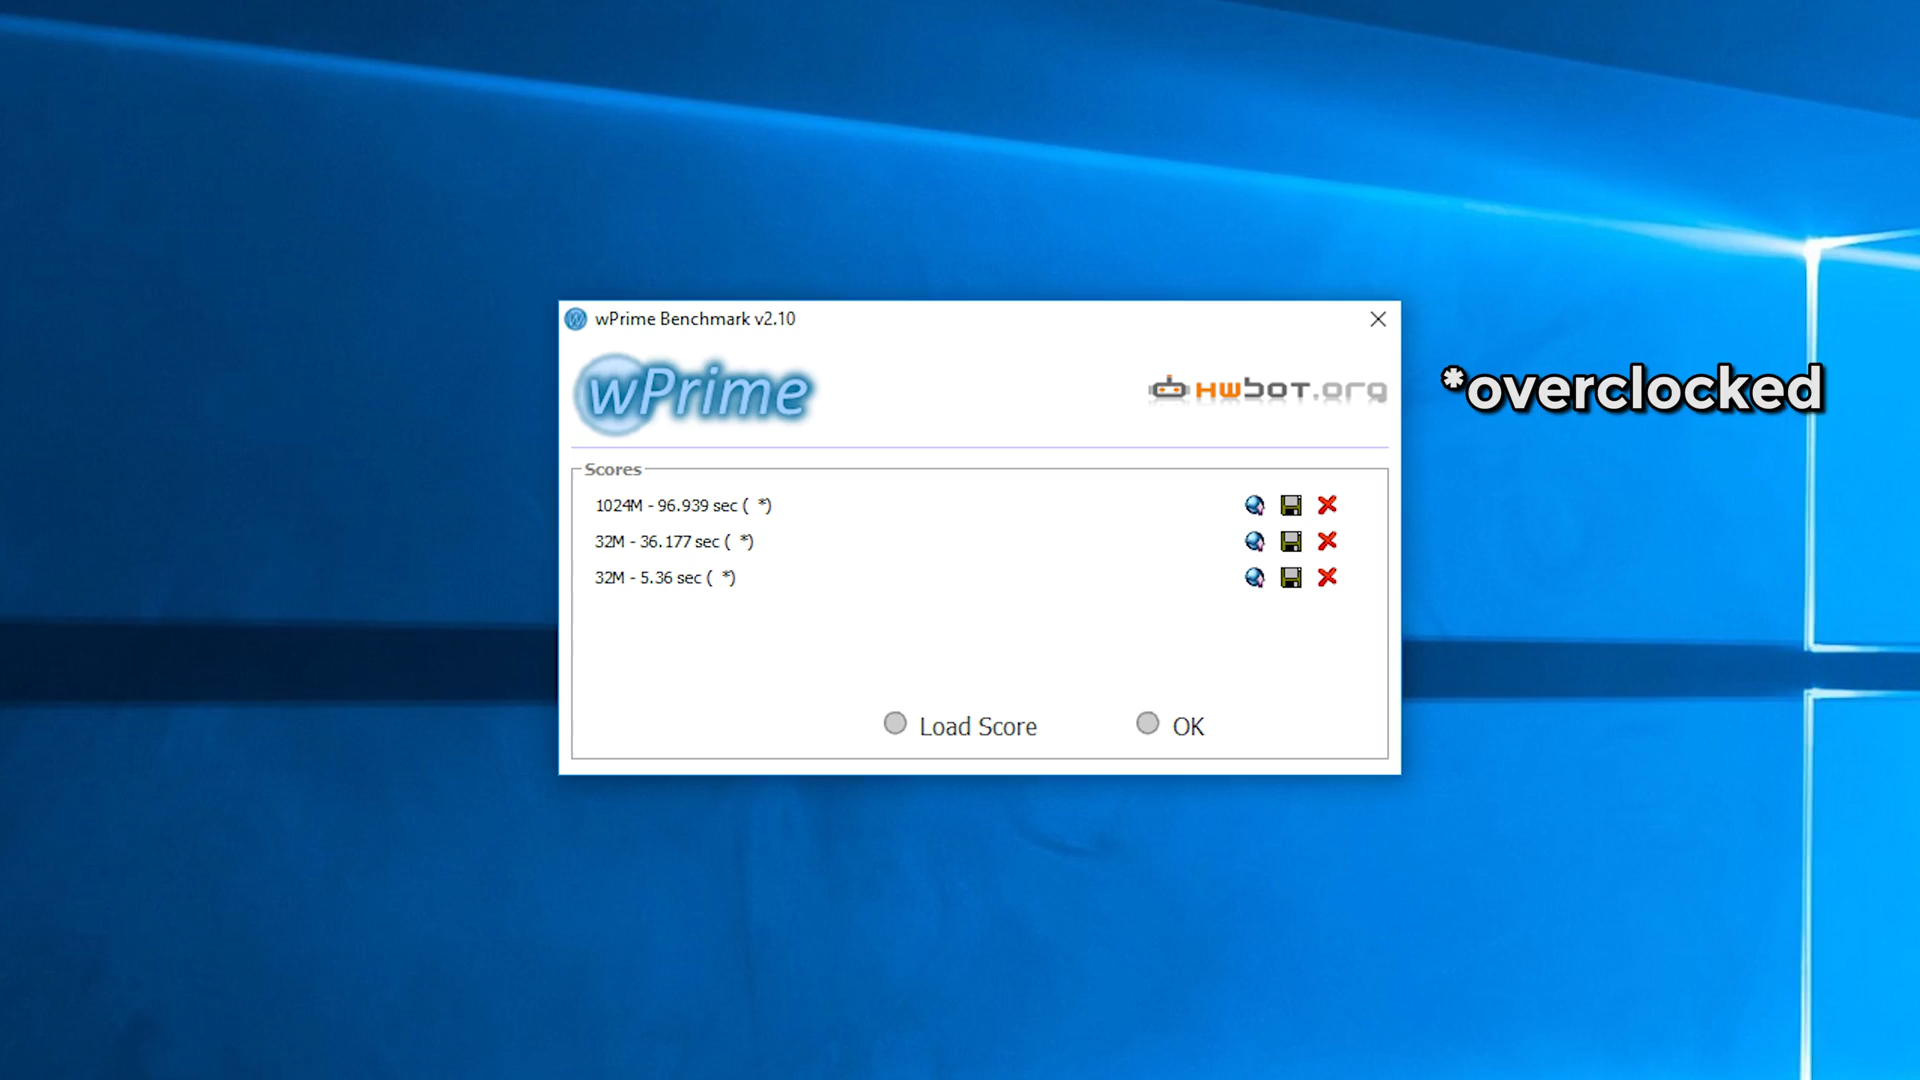 wPrime Benchmark v2.10
wPrime
HWBOT.org
*overclocked
Scores
1024M - 96.939 sec (  *)
32M - 36.177 sec (  *)
32M - 5.36 sec (  *)
Load Score
OK